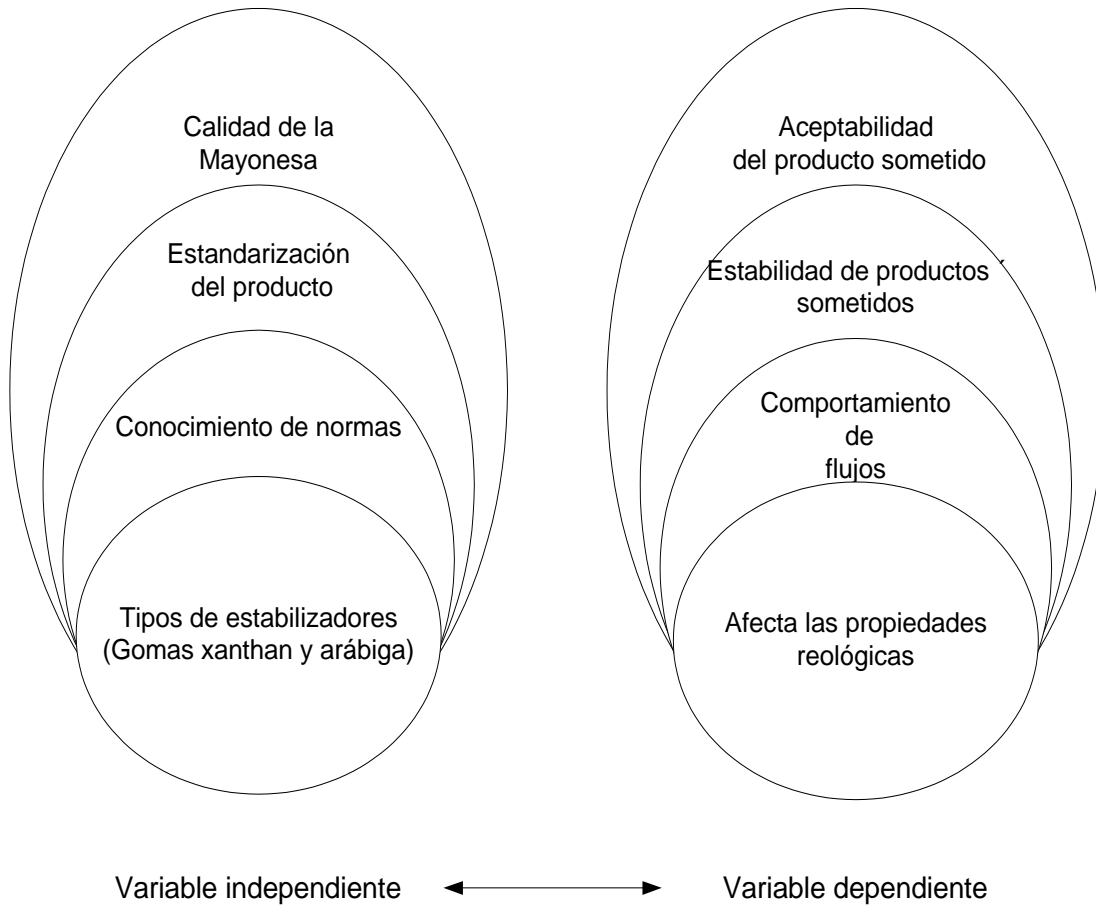 Calidad de la
Mayonesa
Estandarización
del producto
Conocimiento de normas
Tipos de estabilizadores
(Gomas xanthan y arábiga)
Aceptabilidad
del producto sometido
Estabilidad de productos
sometidos
Comportamiento
de
flujos
Afecta las propiedades
reológicas
Variable independiente
Variable dependiente